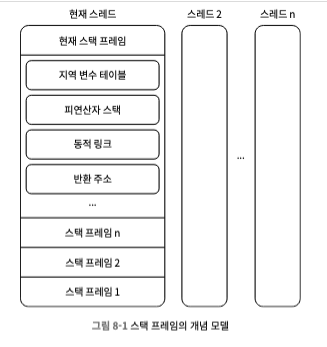 현재 스레드
스레드 2
스레드 n
현재 스택 프레임
지역 변수 테이블
피연산자 스택
동적 링크
반환 주소
...
...
스택 프레임 n
스택 프레임 2
스택 프레임 1
그림 8-1 스택 프레임의 개념 모델